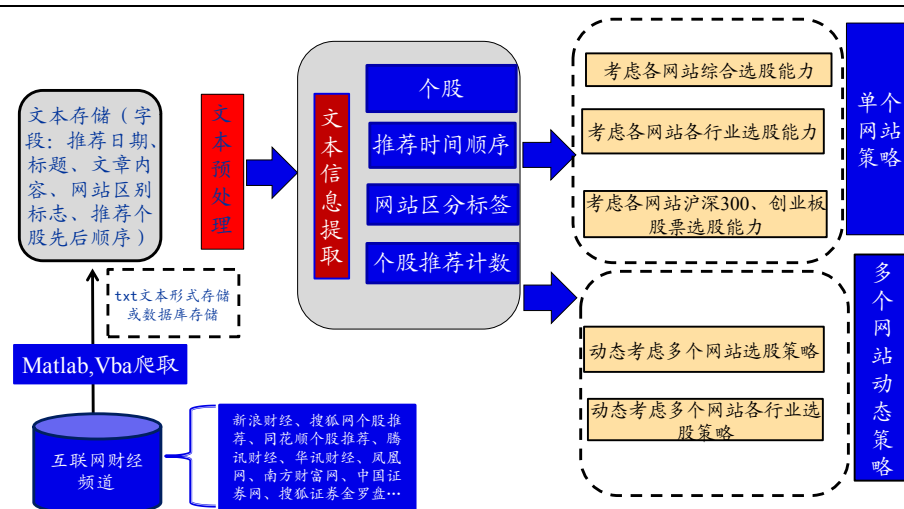 文本存储（字
段：推荐日期、
标题、文章内
容、网站区别
标志、推荐个
股先后顺序）
文本预处理
文本信息提取
个股
推荐时间顺序
网站区分标签
个股推荐计数
考虑各网站综合选股能力
考虑各网站各行业选股能力
考虑各网站沪深300、创业板
股票选股能力
单个
网站
策略
动态考虑多个网站选股策略
动态考虑多个网站各行业选
股策略
多个网站动态策略
txt文本形式存储
或数据库存储
Matlab,Vba爬取
互联网财经
频道
新浪财经、搜狐网个股推
荐、同花顺个股推荐、腾
讯财经、华讯财经、凤凰
网、南方财富网、中国证
券网、搜狐证券金罗盘…